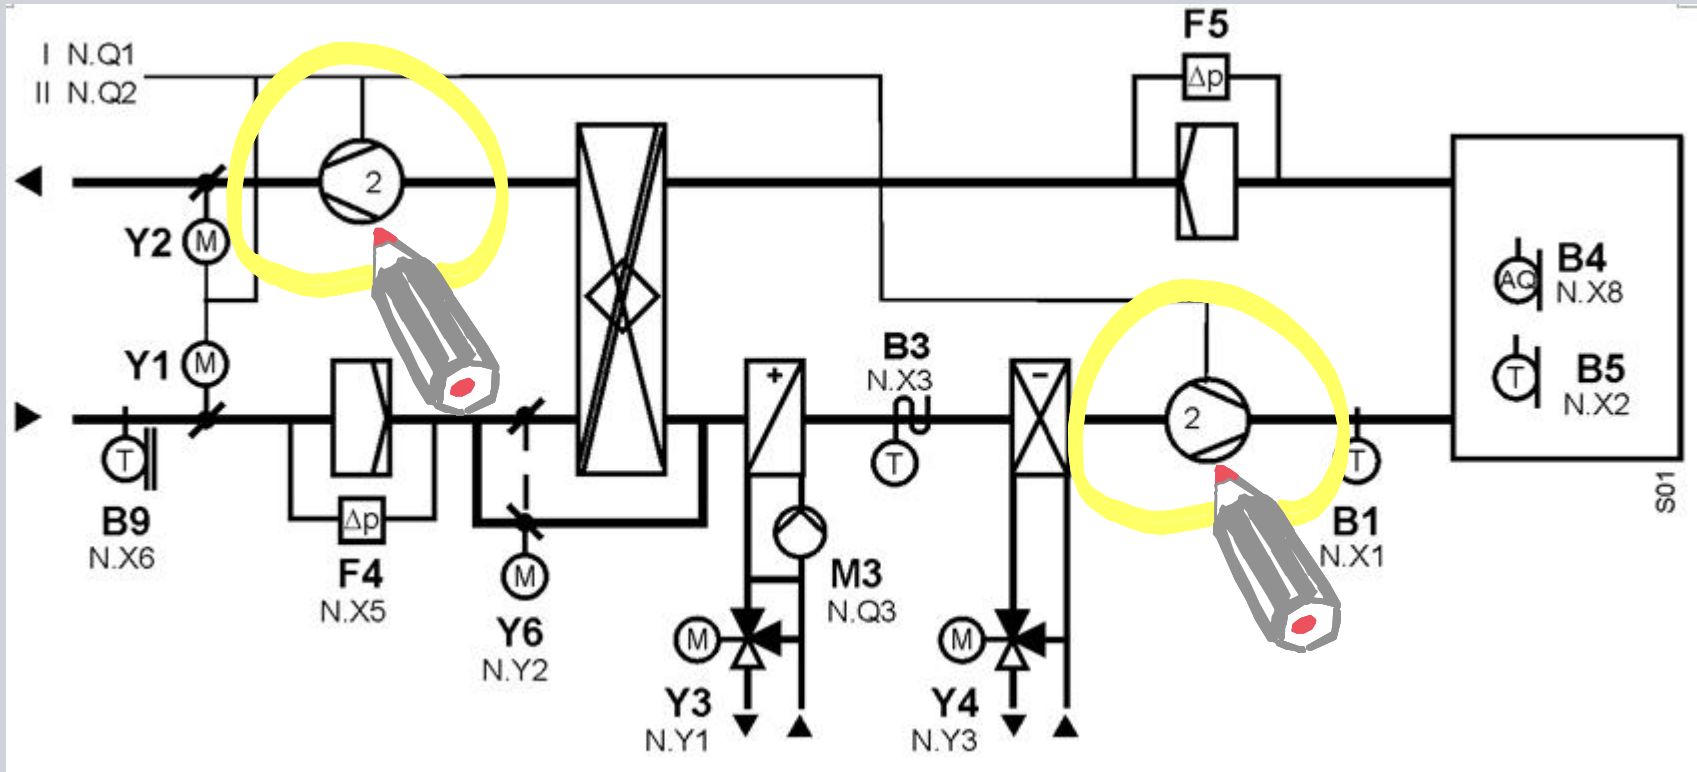 I N.Q1
II N.Q2
F5
Δp
2
Y2
M
AQ
B4
N.X8
Y1
M
B3
N.X3
+
−
T
B5
N.X2
2
T
B9
N.X6
Δp
F4
N.X5
T
T
B1
N.X1
S01
M
Y6
N.Y2
M3
N.Q3
M
Y3
N.Y1
M
Y4
N.Y3